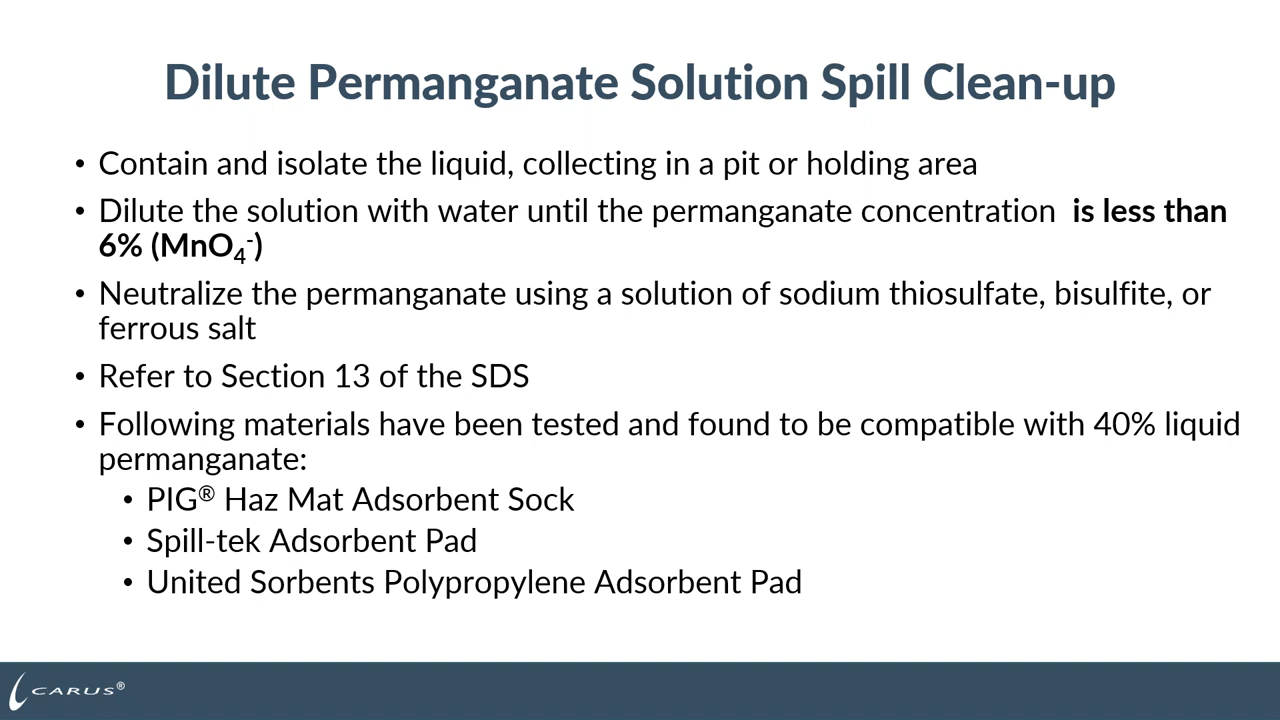 Dilute Permanganate Solution Spill Clean-up
• Contain and isolate the liquid, collecting in a pit or holding area
• Dilute the solution with water until the permanganate concentration  is less than
6% (MnO₄⁻)
• Neutralize the permanganate using a solution of sodium thiosulfate, bisulfite, or
ferrous salt
• Refer to Section 13 of the SDS
• Following materials have been tested and found to be compatible with 40% liquid
permanganate:
• PIG® Haz Mat Adsorbent Sock
• Spill-tek Adsorbent Pad
• United Sorbents Polypropylene Adsorbent Pad
CARUS®